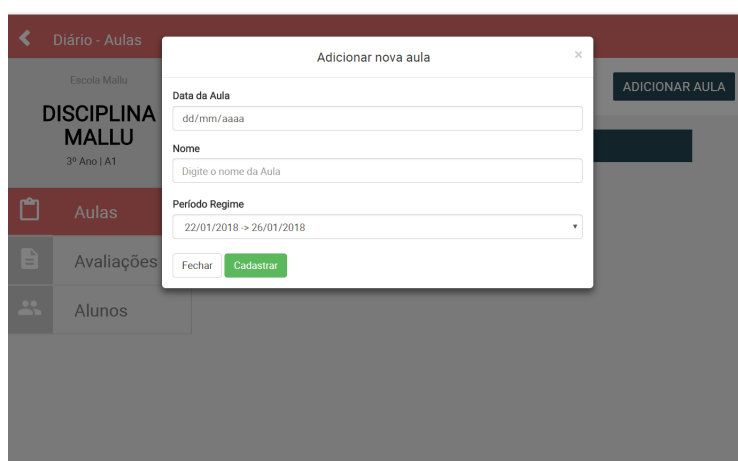 Diário - Aulas
Escola Mallu
DISCIPLINA
MALLU
3º Ano | A1
Aulas
Avaliações
Alunos
ADICIONAR AULA
Adicionar nova aula ×
Data da Aula
dd/mm/aaaa
Nome
Digite o nome da Aula
Período Regime
22/01/2018 -> 26/01/2018
Fechar Cadastrar